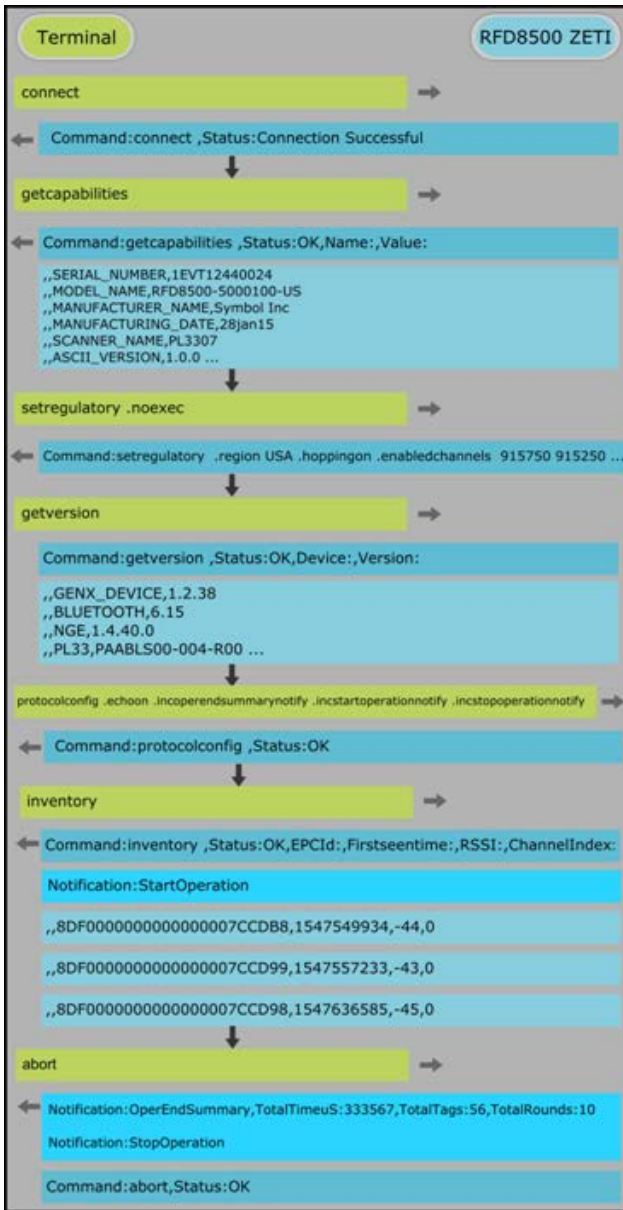 Terminal
RFD8500 ZETI
connect
Command:connect ,Status:Connection Successful
getcapabilities
Command:getcapabilities ,Status:OK,Name:,Value:
,,SERIAL_NUMBER,1EVT12440024
,,MODEL_NAME,RFD8500-5000100-US
,,MANUFACTURER_NAME,Symbol Inc
,,MANUFACTURING_DATE,28jan15
,,SCANNER_NAME,PL3307
,,ASCII_VERSION,1.0.0 ...
setregulatory .noexec
Command:setregulatory .region USA .hoppingon .enabledchannels 915750 915250 ...
getversion
Command:getversion ,Status:OK,Device:,Version:
,,GENX_DEVICE,1.2.38
,,BLUETOOTH,6.15
,,NGE,1.4.40.0
,,PL33,PAABLS00-004-R00 ...
protocolconfig .echoon .incoperendsummarynotify .incstartoperationnotify .incstopoperationnotify
Command:protocolconfig ,Status:OK
inventory
Command:inventory ,Status:OK,EPCId:,Firstseentime:,RSSI:,ChannelIndex:
Notification:StartOperation
,,8DF0000000000000007CCDB8,1547549934,-44,0
,,8DF0000000000000007CCD99,1547557233,-43,0
,,8DF0000000000000007CCD98,1547636585,-45,0
abort
Notification:OperEndSummary,TotalTimeuS:333567,TotalTags:56,TotalRounds:10
Notification:StopOperation
Command:abort,Status:OK